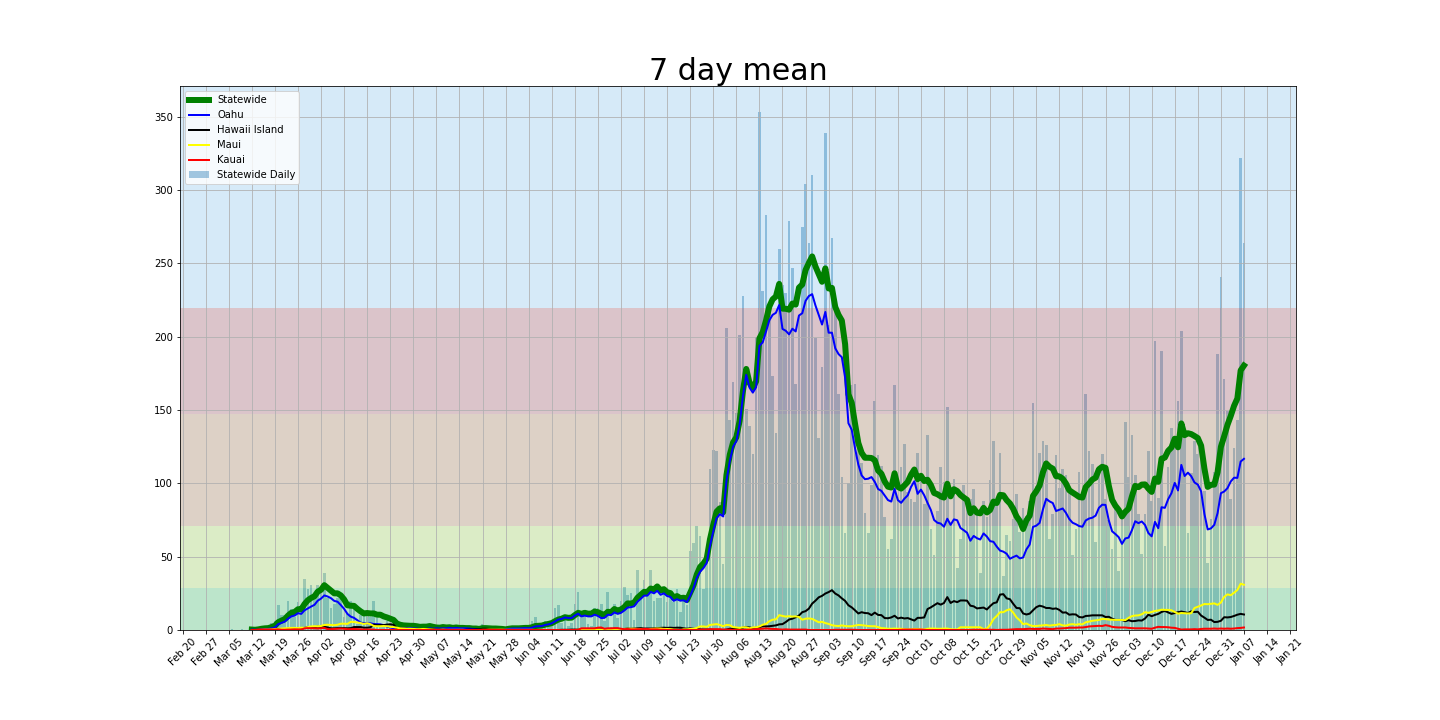 7 day mean
Statewide
Oahu
Hawaii Island
Maui
Kauai
Statewide Daily
350
300
250
200
150
100
50
0
Feb 20
Feb 27
Mar 05
Mar 12
Mar 19
Mar 26
Apr 02
Apr 09
Apr 16
Apr 23
Apr 30
May 07
May 14
May 21
May 28
Jun 04
Jun 11
Jun 18
Jun 25
Jul 02
Jul 09
Jul 16
Jul 23
Jul 30
Aug 06
Aug 13
Aug 20
Aug 27
Sep 03
Sep 10
Sep 17
Sep 24
Oct 01
Oct 08
Oct 15
Oct 22
Oct 29
Nov 05
Nov 12
Nov 19
Nov 26
Dec 03
Dec 10
Dec 17
Dec 24
Dec 31
Jan 07
Jan 14
Jan 21